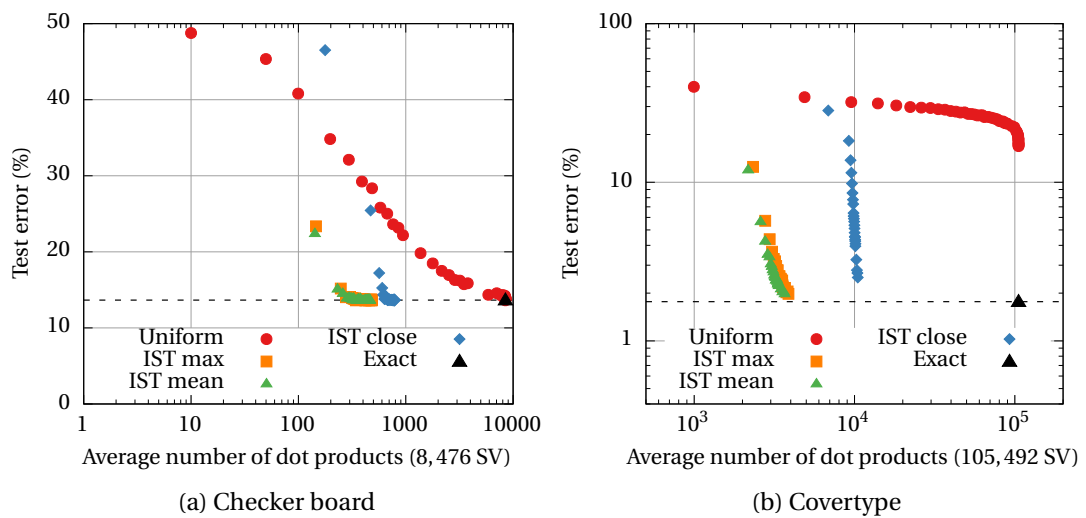 50
40
30
20
10
0
Test error (%)
Uniform
IST max
IST mean
IST close
Exact
1
10
100
1000
10000
Average number of dot products (8, 476 SV)
(a) Checker board
100
10
1
Test error (%)
Uniform
IST max
IST mean
IST close
Exact
10³
10⁴
10⁵
Average number of dot products (105, 492 SV)
(b) Covertype